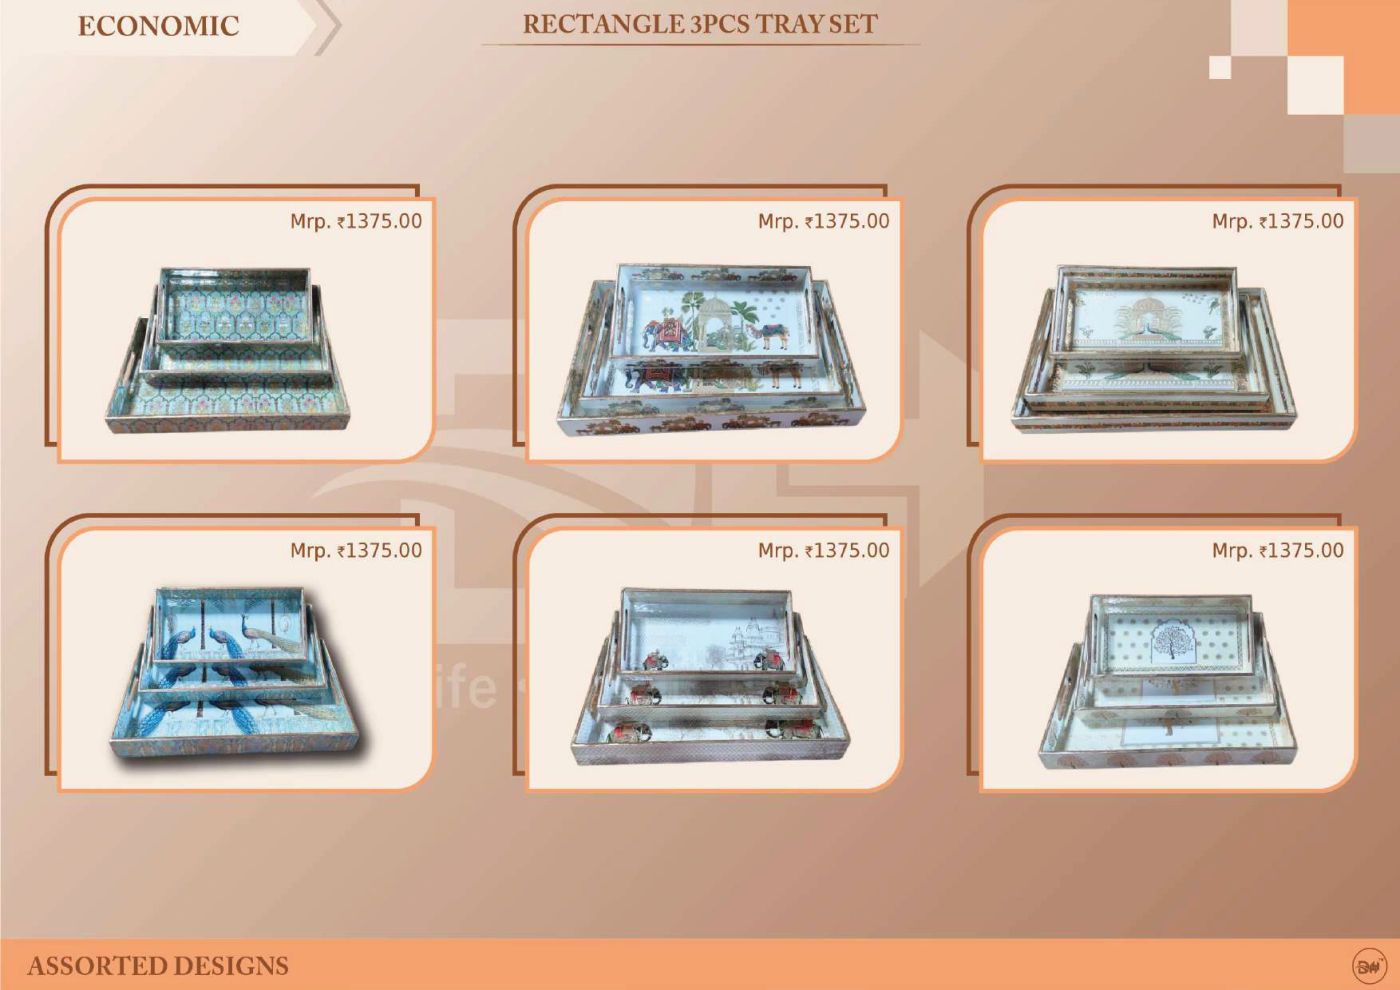 ECONOMIC
RECTANGLE 3PCS TRAY SET
Mrp. ₹1375.00
Mrp. ₹1375.00
Mrp. ₹1375.00
Mrp. ₹1375.00
Mrp. ₹1375.00
Mrp. ₹1375.00
ife
ASSORTED DESIGNS